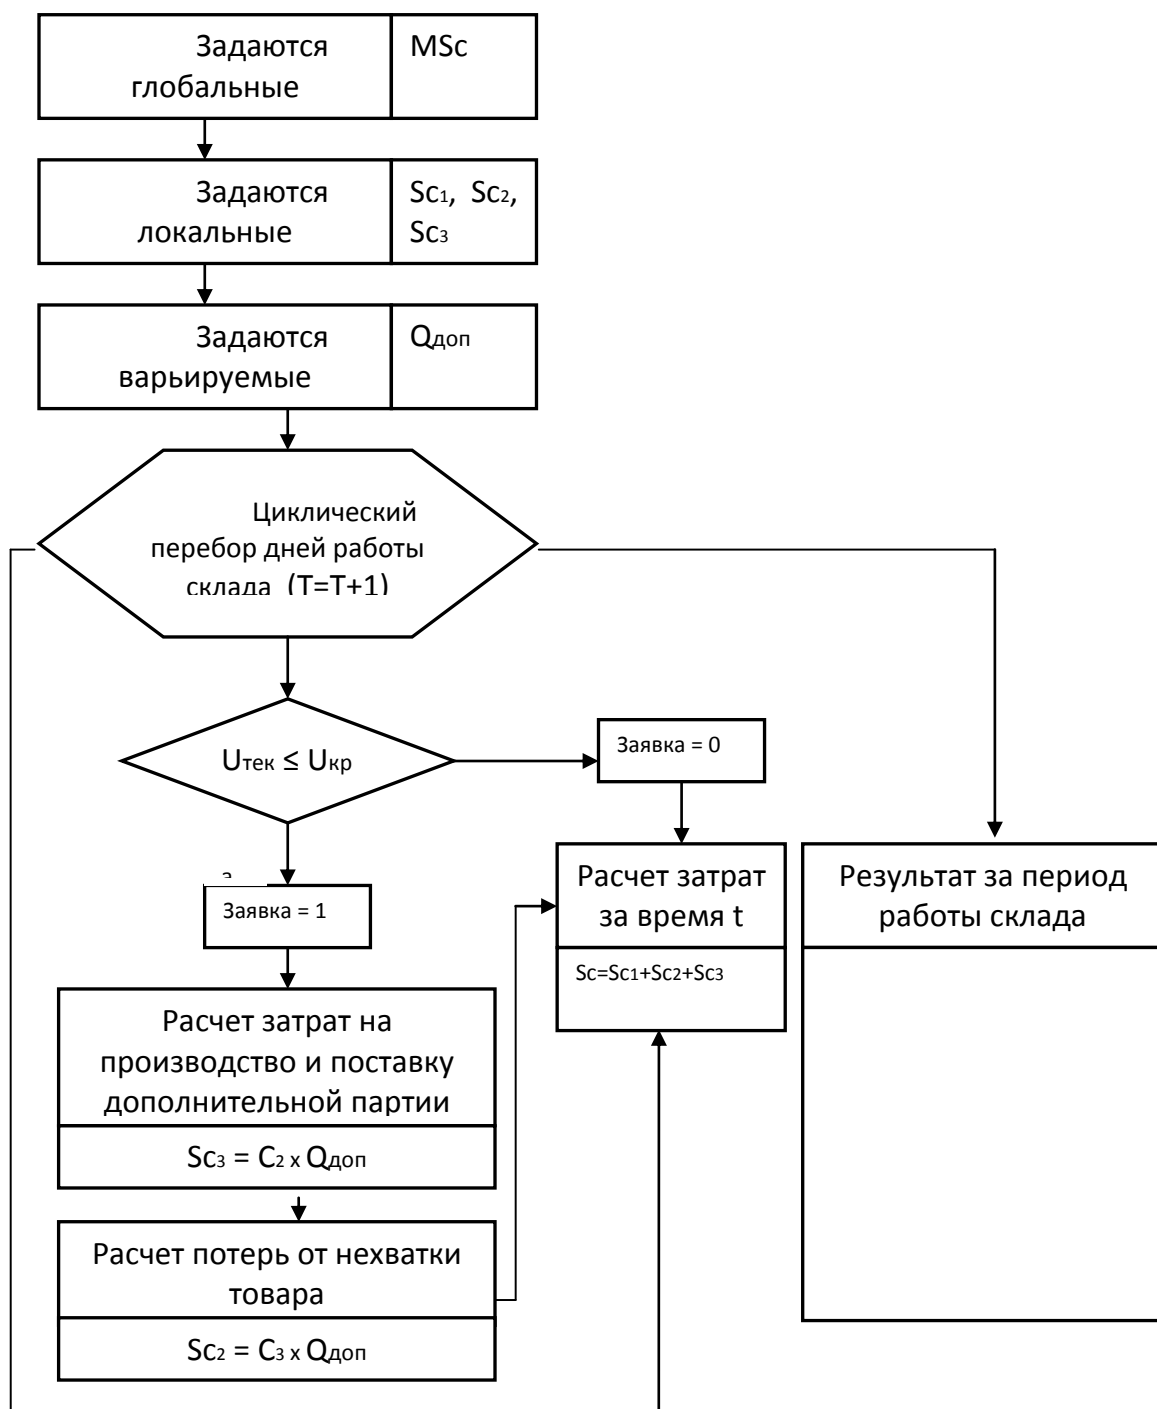 Задаются
глобальные
MSc
Задаются
локальные
Sc₁, Sc₂,
Sc₃
Задаются
варьируемые
Qдоп
Циклический
перебор дней работы
склада (T=T+1)
Uтек ≤ Uкр
Заявка = 0
Заявка = 1
Расчет затрат
за время t
Sc=Sc₁+Sc₂+Sc₃
Результат за период
работы склада
Расчет затрат на
производство и поставку
дополнительной партии
Sc₃ = C₂ x Qдоп
Расчет потерь от нехватки
товара
Sc₂ = C₃ x Qдоп